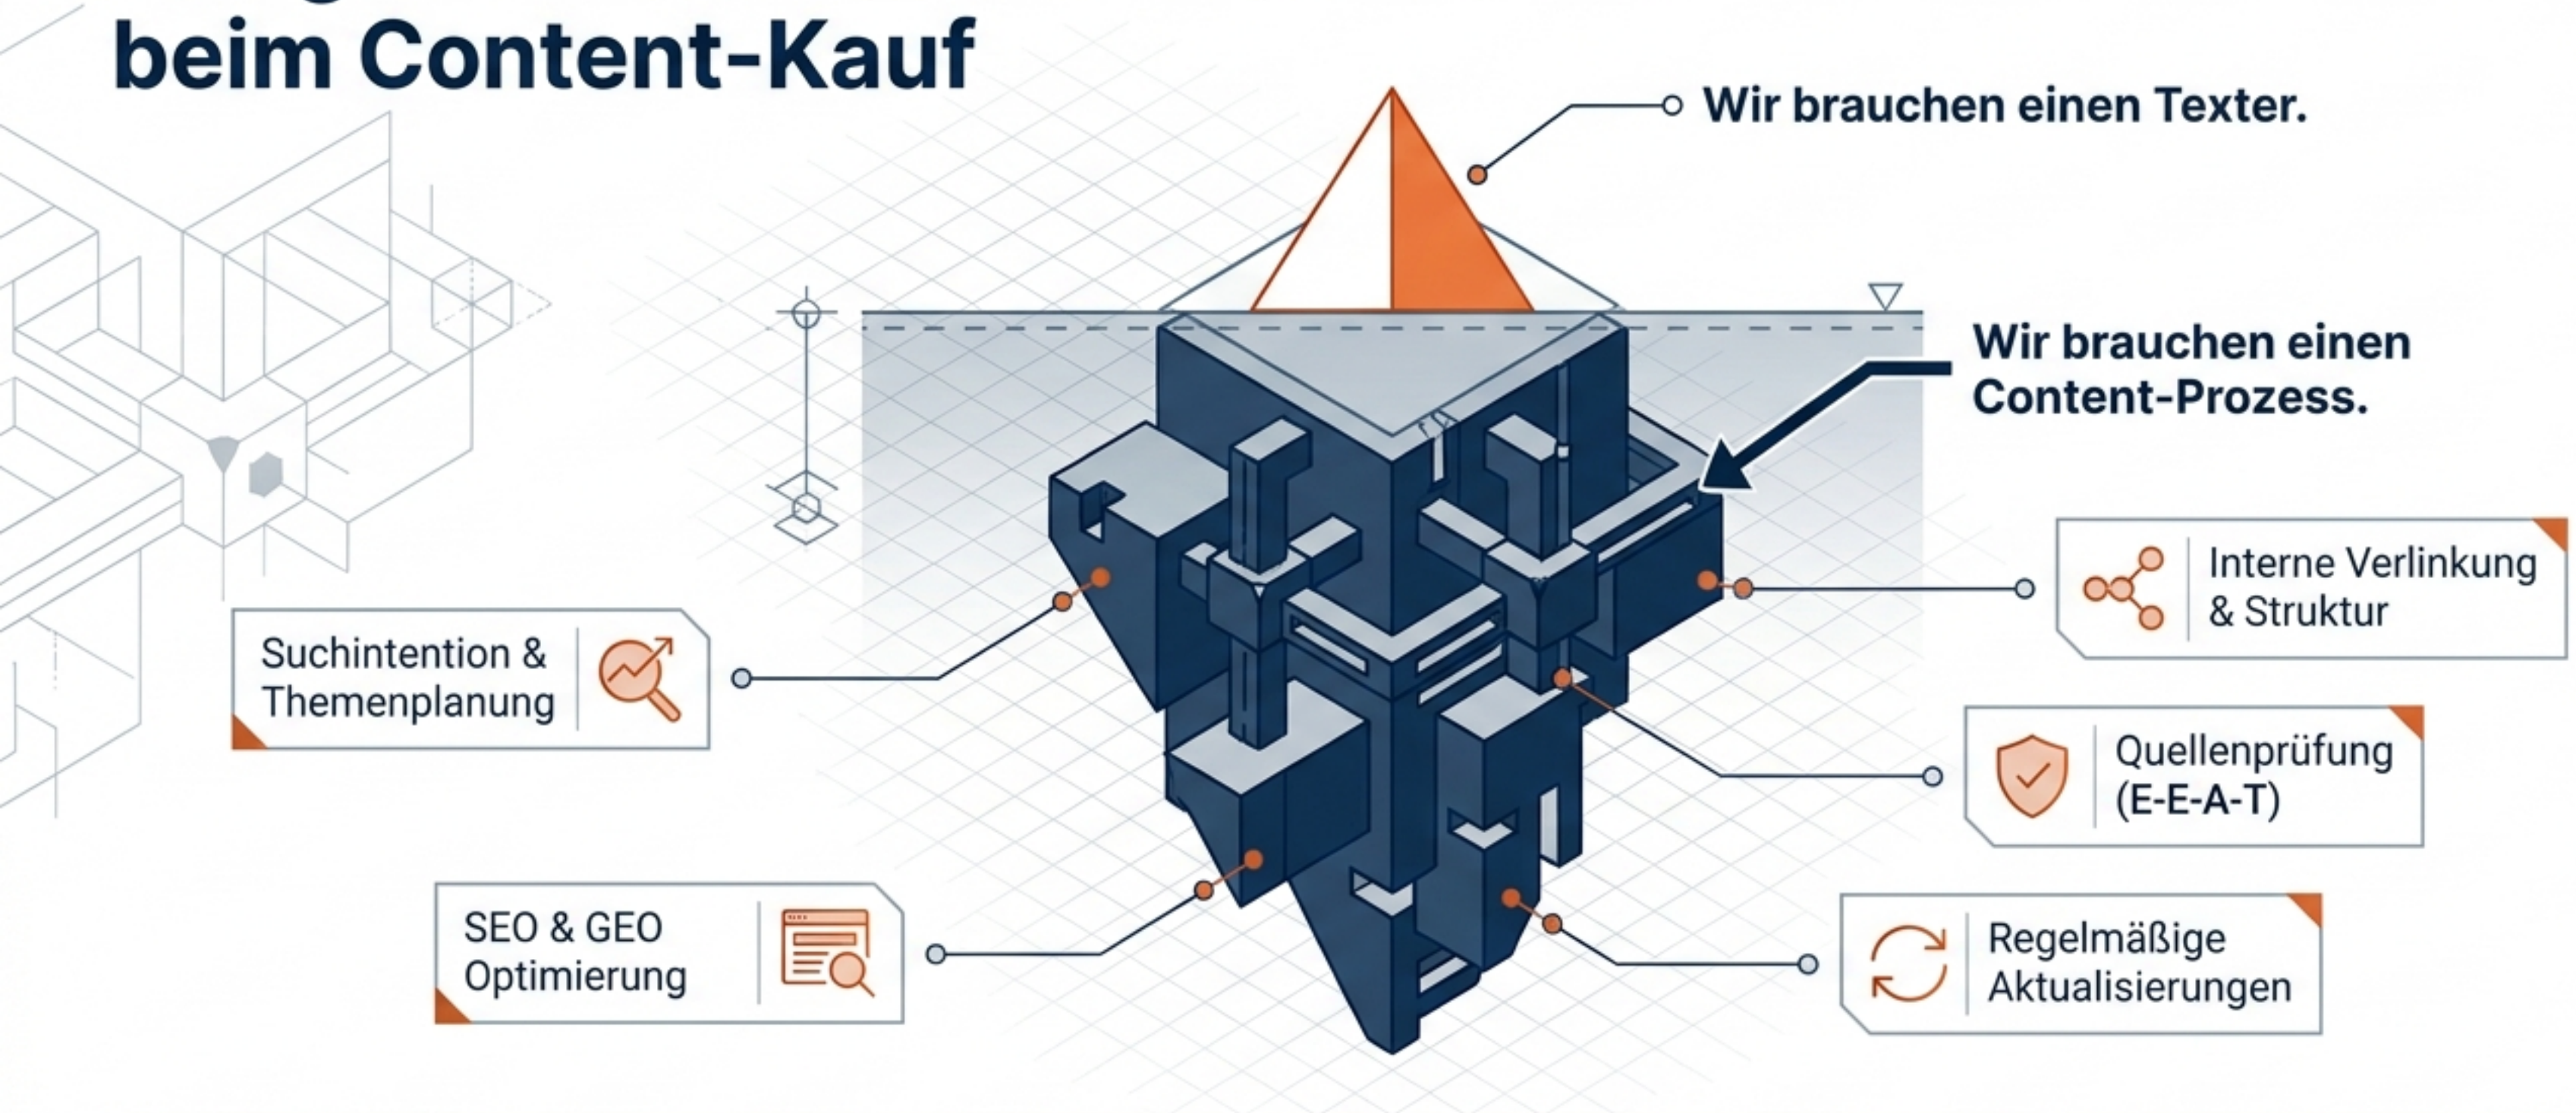 beim Content-Kauf
Wir brauchen einen Texter.
Wir brauchen einen
Content-Prozess.
Interne Verlinkung
& Struktur
Suchintention &
Themenplanung
Quellenprüfung
(E-E-A-T)
SEO & GEO
Optimierung
Regelmäßige
Aktualisierungen